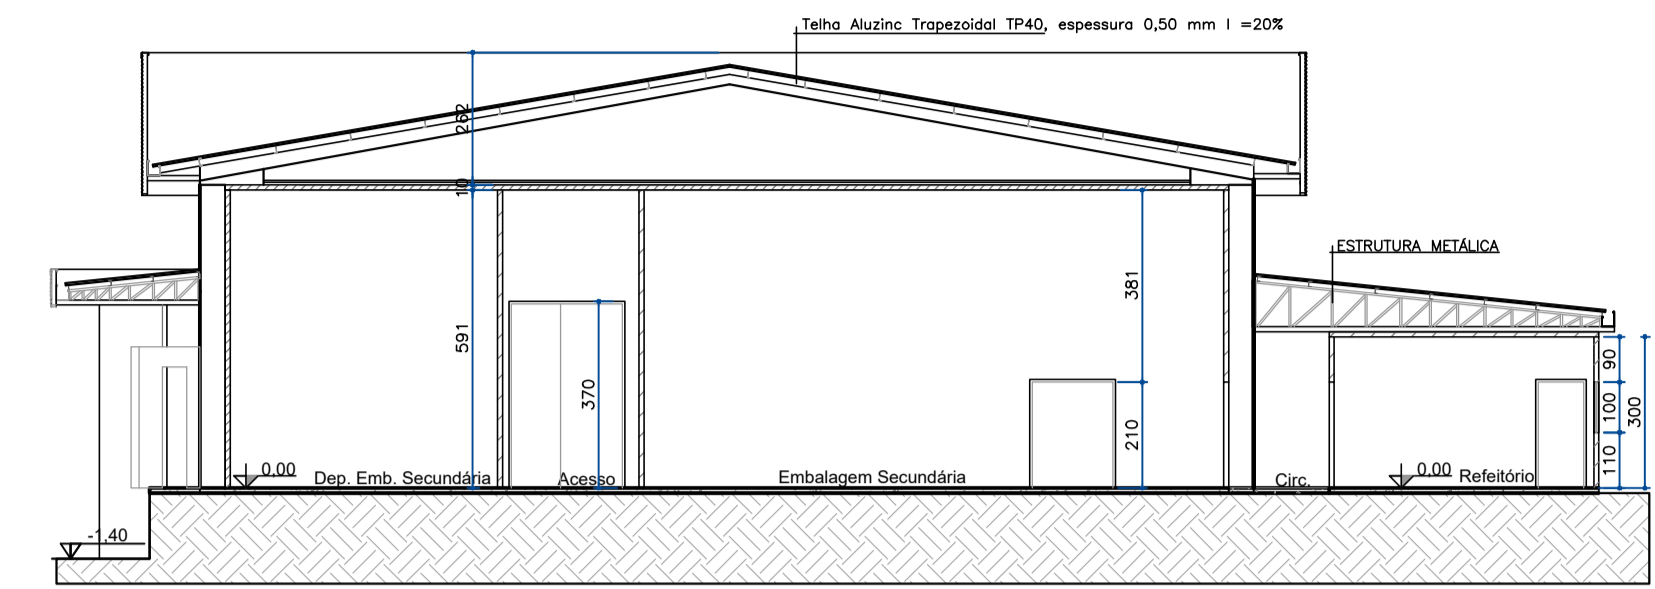 Telha Aluzinc Trapezoidal TP40, espessura 0,50 mm I =20%
262
10
ESTRUTURA METÁLICA
381
591
370
210
90
100
300
110
0,00
Dep. Emb. Secundária
Acesso
Embalagem Secundária
Circ.
0,00
Refeitório
-1,40